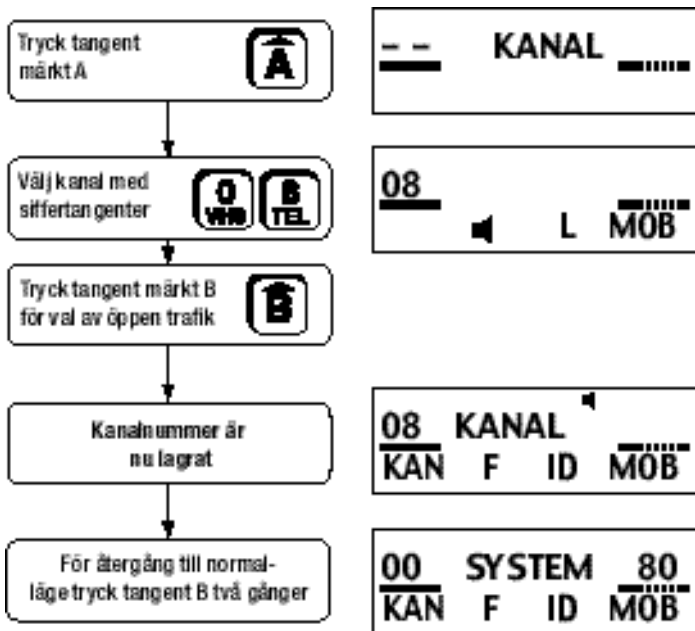 Tryck tangent
märkt A
A
-- KANAL
Välj kanal med
siffertangenter
0 8
VHS TEL
08
L MOB
Tryck tangent märkt B
för val av öppen trafik
B
Kanalnummer är
nu lagrat
08 KANAL
KAN F ID MOB
För återgång till normal-
läge tryck tangent B två gånger
00 SYSTEM 80
KAN F ID MOB